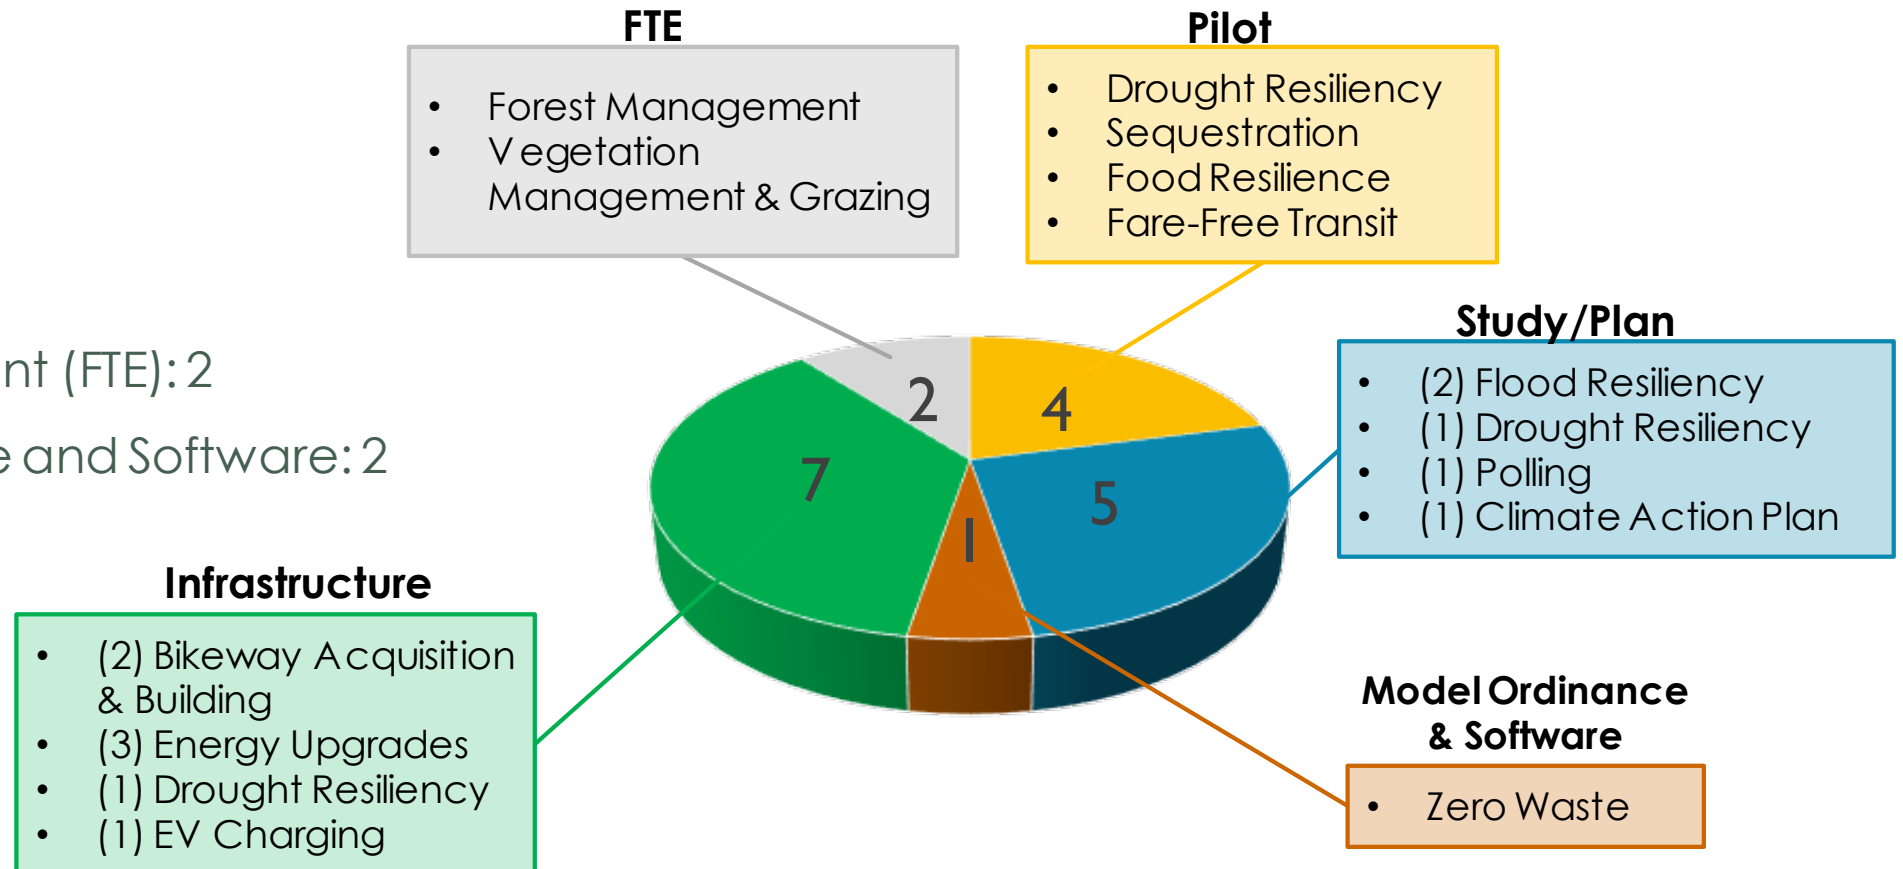 FTE
• Forest Management
• Vegetation
Management & Grazing
Pilot
• Drought Resiliency
• Sequestration
• Food Resilience
• Fare-Free Transit
nt (FTE): 2
e and Software: 2
Study/Plan
• (2) Flood Resiliency
• (1) Drought Resiliency
• (1) Polling
• (1) Climate Action Plan
2
4
7
5
1
Infrastructure
• (2) Bikeway Acquisition
& Building
• (3) Energy Upgrades
• (1) Drought Resiliency
• (1) EV Charging
Model Ordinance
& Software
• Zero Waste